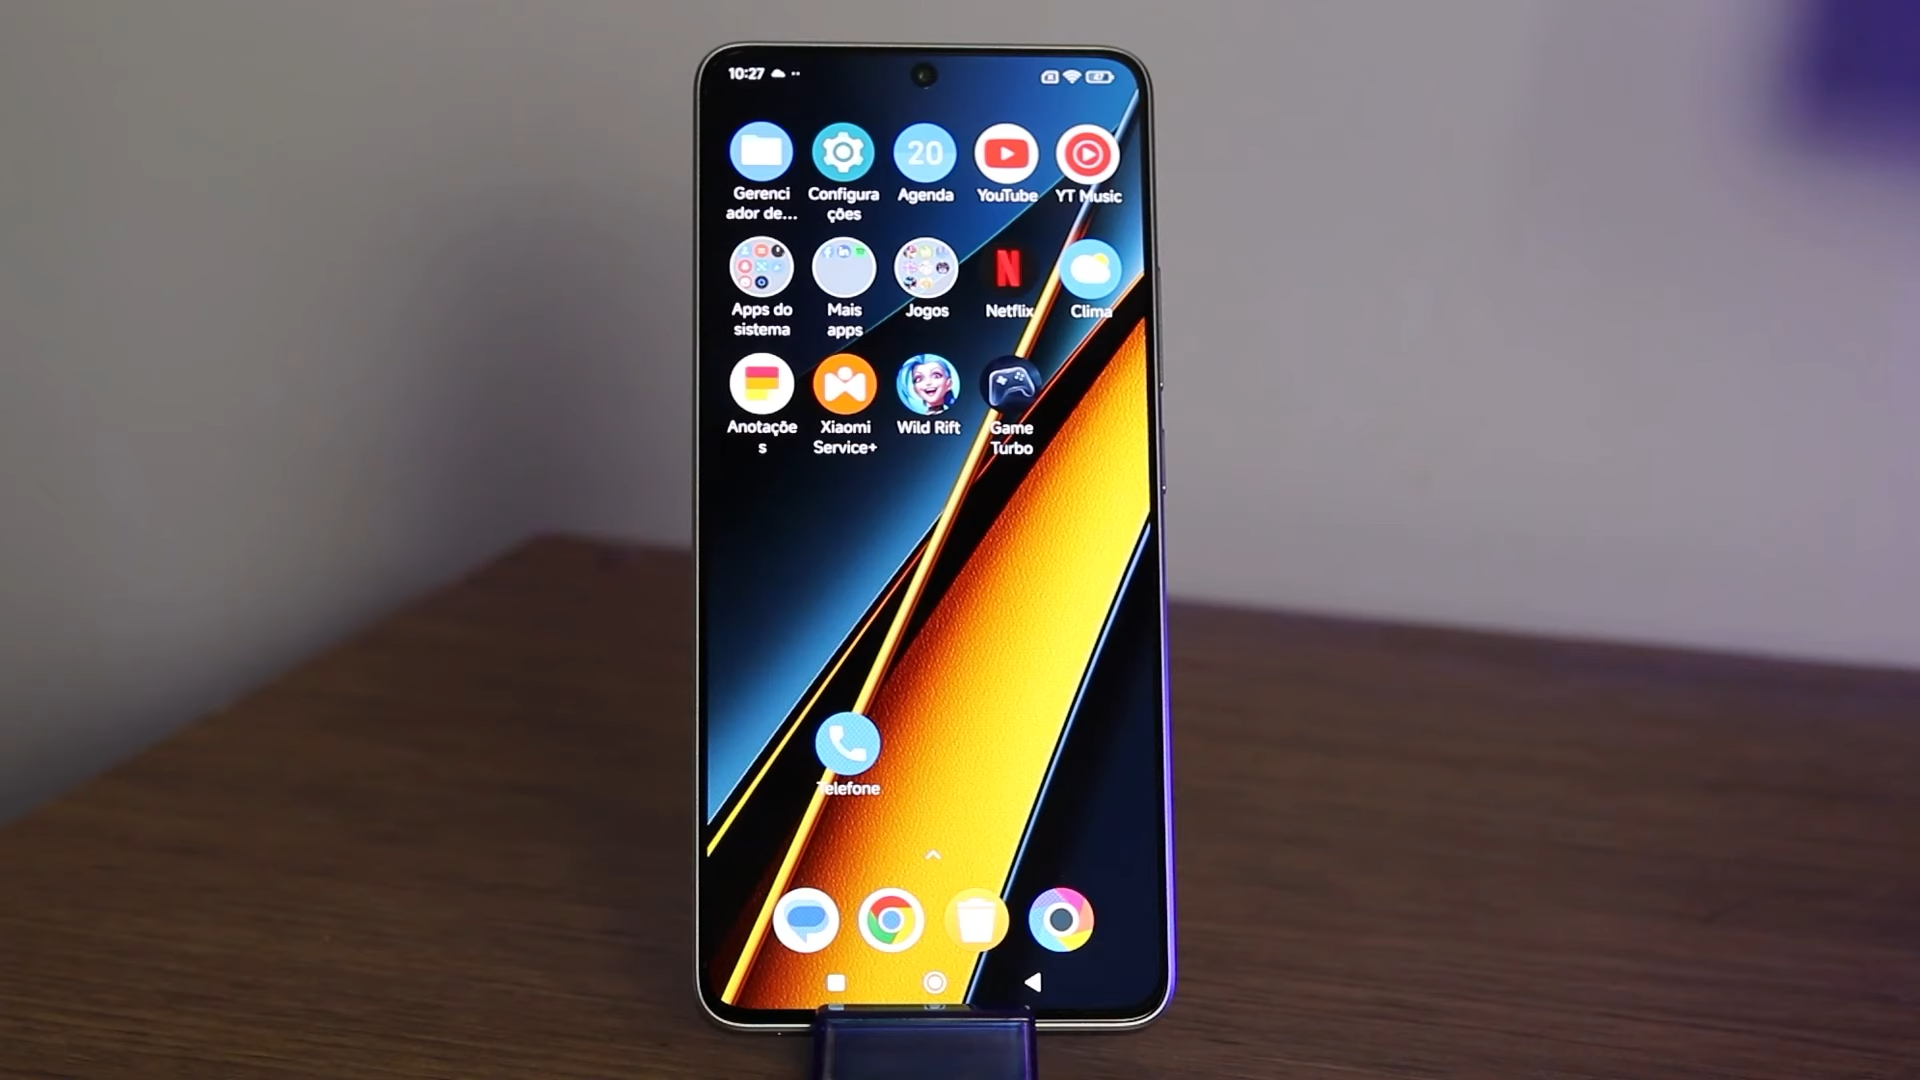 10:27
47
20
Gerenci
ador de...
Configura
ções
Agenda
YouTube
YT Music
Apps do
sistema
Mais
apps
Jogos
N
Netflix
Clima
Anotaçõe
s
Xiaomi
Service+
Wild Rift
Game
Turbo
Telefone